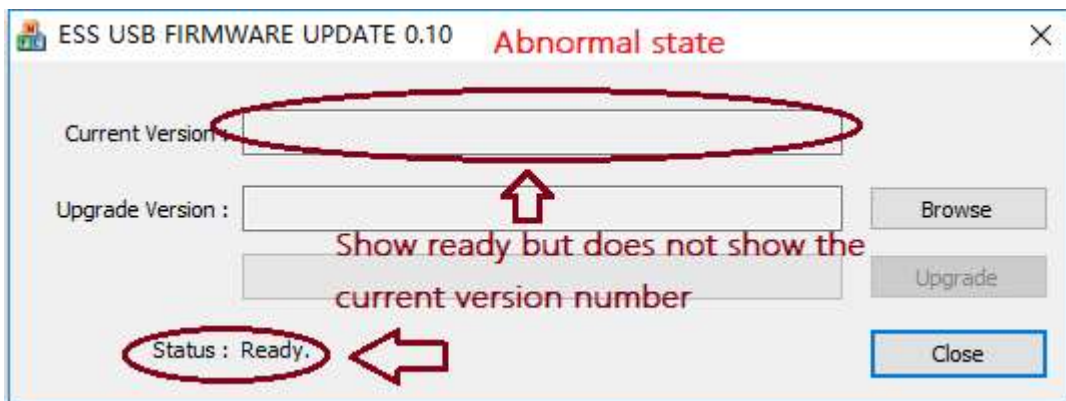 ESS USB FIRMWARE UPDATE 0.10
Abnormal state
Current Version :
Upgrade Version :
Browse
Show ready but does not show the
current version number
Upgrade
Status : Ready.
Close